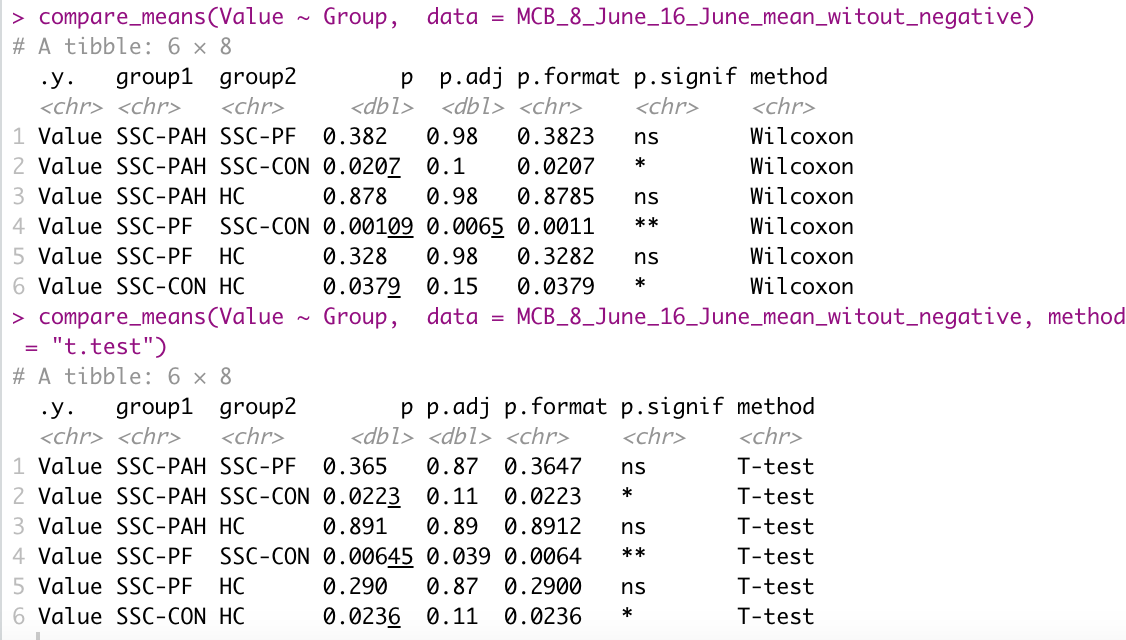 > compare_means(Value ~ Group,  data = MCB_8_June_16_June_mean_witout_negative)
# A tibble: 6 × 8
  .y.   group1  group2        p  p.adj p.format p.signif method
  <chr> <chr>   <chr>     <dbl>  <dbl> <chr>    <chr>    <chr>
1 Value SSC-PAH SSC-PF  0.382   0.98   0.3823   ns       Wilcoxon
2 Value SSC-PAH SSC-CON 0.0207  0.1    0.0207   *        Wilcoxon
3 Value SSC-PAH HC      0.878   0.98   0.8785   ns       Wilcoxon
4 Value SSC-PF  SSC-CON 0.00109 0.0065 0.0011   **       Wilcoxon
5 Value SSC-PF  HC      0.328   0.98   0.3282   ns       Wilcoxon
6 Value SSC-CON HC      0.0379  0.15   0.0379   *        Wilcoxon
> compare_means(Value ~ Group,  data = MCB_8_June_16_June_mean_witout_negative, method
 = "t.test")
# A tibble: 6 × 8
  .y.   group1  group2        p p.adj p.format p.signif method
  <chr> <chr>   <chr>     <dbl> <dbl> <chr>    <chr>    <chr>
1 Value SSC-PAH SSC-PF  0.365   0.87  0.3647   ns       T-test
2 Value SSC-PAH SSC-CON 0.0223  0.11  0.0223   *        T-test
3 Value SSC-PAH HC      0.891   0.89  0.8912   ns       T-test
4 Value SSC-PF  SSC-CON 0.00645 0.039 0.0064   **       T-test
5 Value SSC-PF  HC      0.290   0.87  0.2900   ns       T-test
6 Value SSC-CON HC      0.0236  0.11  0.0236   *        T-test